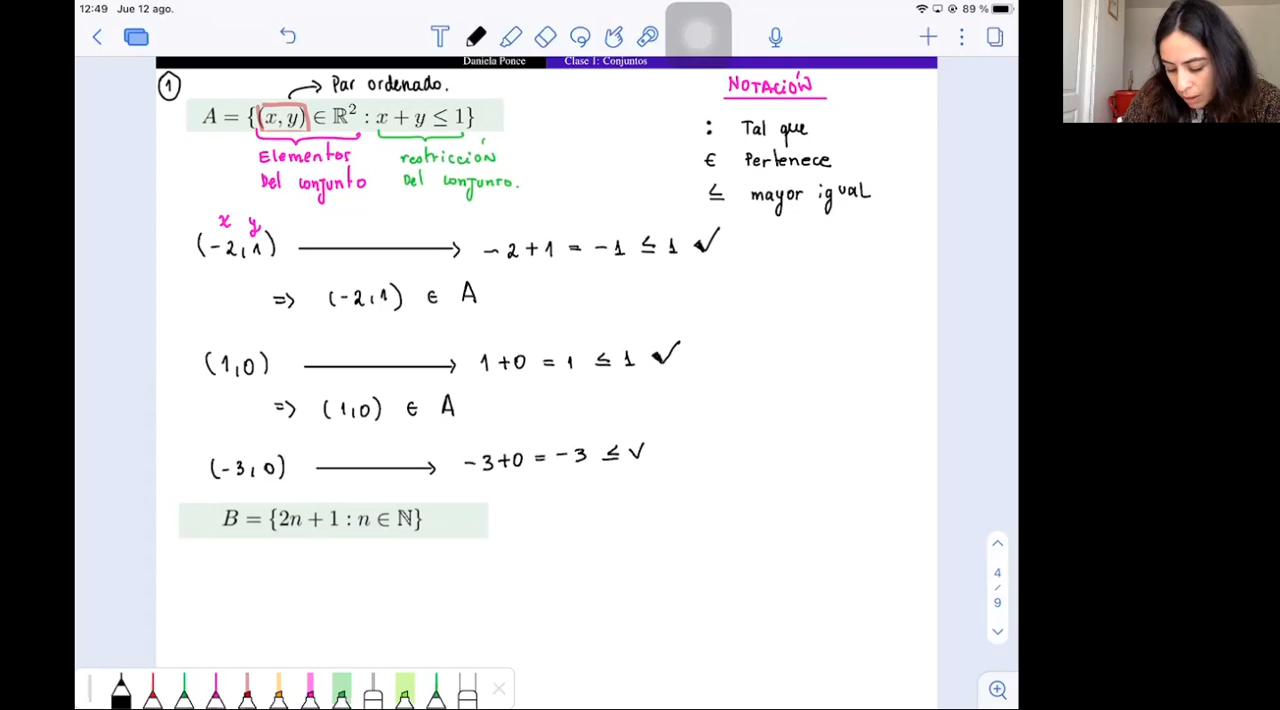 12:49 Jue 12 ago.
89 %
Daniela Ponce Clase 1: Conjuntos
1
Par ordenado.
A = {(x, y) ∈ ℝ² : x + y ≤ 1}
Elementos
Del conjunto
restricción
Del conjunto.
NOTACIÓN
: Tal que
∈ Pertenece
≤ mayor igual
x y
(-2,1) → -2+1 = -1 ≤ 1 ✓
=> (-2,1) ∈ A
(1,0) → 1+0 = 1 ≤ 1 ✓
=> (1,0) ∈ A
(-3,0) → -3+0 = -3 ≤ ✓
B = {2n + 1 : n ∈ ℕ}
4
/
9